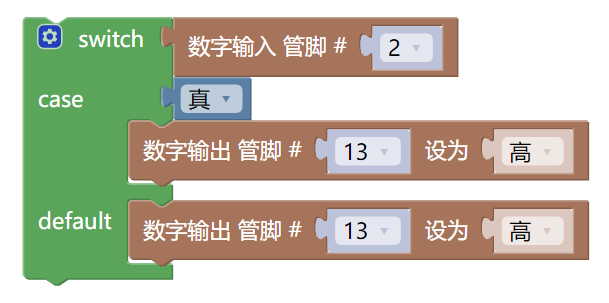 switch 数字输入 管脚 # 2
case 真
数字输出 管脚 # 13 设为 高
default 数字输出 管脚 # 13 设为 高